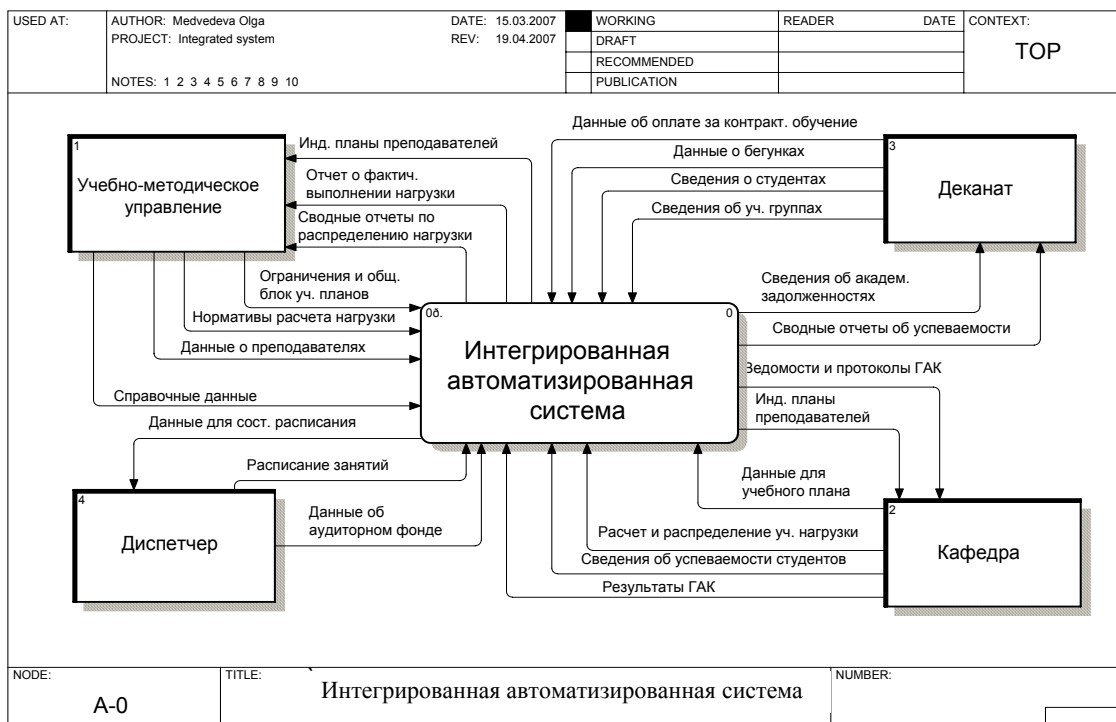 USED AT:
AUTHOR: Medvedeva Olga
DATE: 15.03.2007
PROJECT: Integrated system
REV: 19.04.2007
NOTES: 1 2 3 4 5 6 7 8 9 10
WORKING
DRAFT
RECOMMENDED
PUBLICATION
READER
DATE
CONTEXT:
TOP
1
Учебно-методическое
управление
Инд. планы преподавателей
Отчет о фактич.
выполнении нагрузки
Сводные отчеты по
распределению нагрузки
Ограничения и общ.
блок уч. планов
Нормативы расчета нагрузки
Данные о преподавателях
Справочные данные
Данные об оплате за контракт. обучение
Данные о бегунках
Сведения о студентах
Сведения об уч. группах
3
Деканат
Сведения об академ.
задолженностях
Сводные отчеты об успеваемости
0ð.
0
Интегрированная
автоматизированная
система
Ведомости и протоколы ГАК
Инд. планы
преподавателей
Данные для сост. расписания
Расписание занятий
4
Диспетчер
Данные об
аудиторном фонде
Данные для
учебного плана
Расчет и распределение уч. нагрузки
Сведения об успеваемости студентов
Результаты ГАК
2
Кафедра
NODE:
A-0
TITLE:
Интегрированная автоматизированная система
NUMBER: